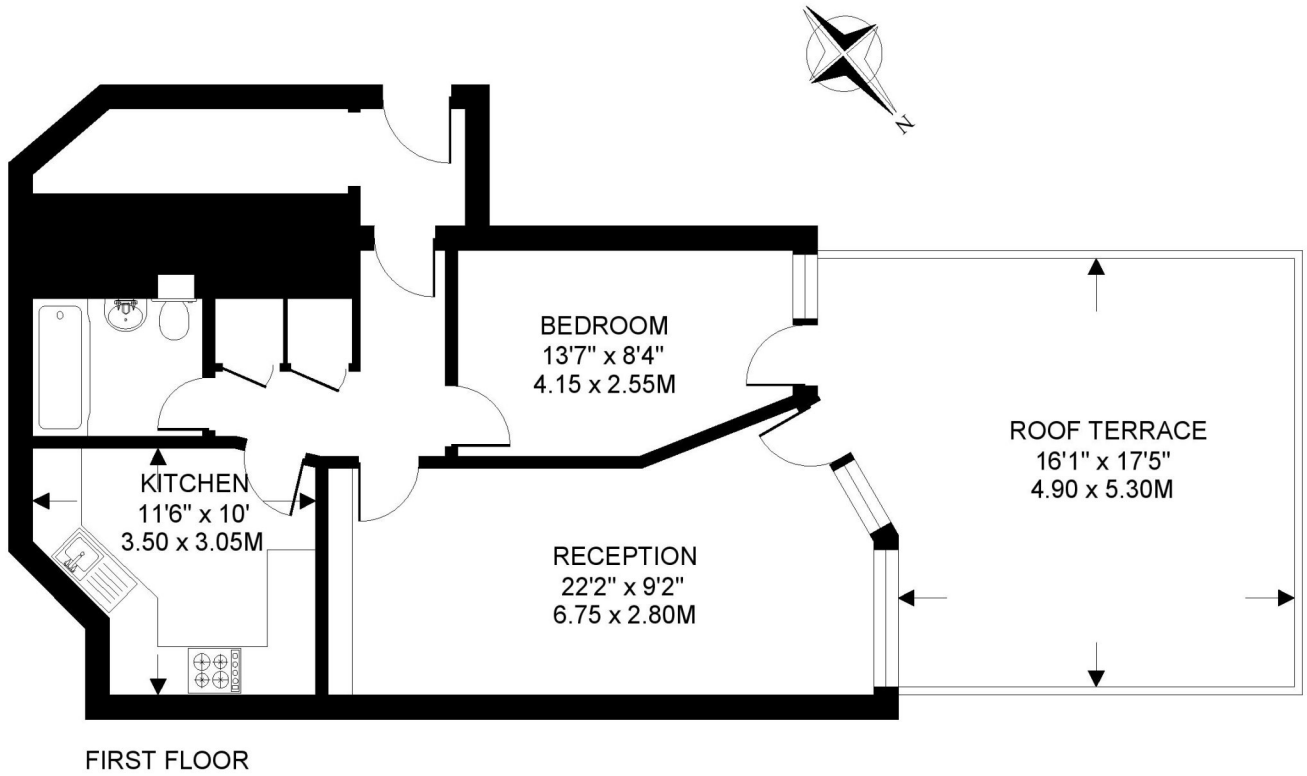 N
BEDROOM
13'7" x 8'4"
4.15 x 2.55M
ROOF TERRACE
16'1" x 17'5"
4.90 x 5.30M
KITCHEN
11'6" x 10'
3.50 x 3.05M
RECEPTION
22'2" x 9'2"
6.75 x 2.80M
FIRST FLOOR